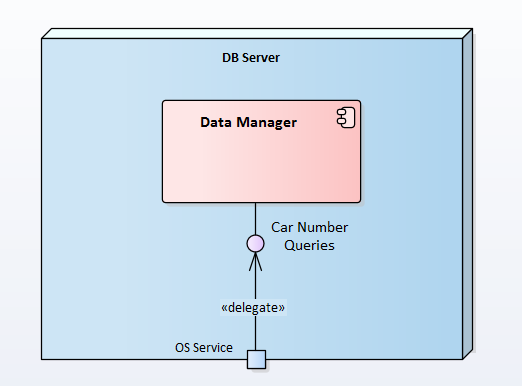 DB Server
Data Manager
Car Number
Queries
«delegate»
OS Service